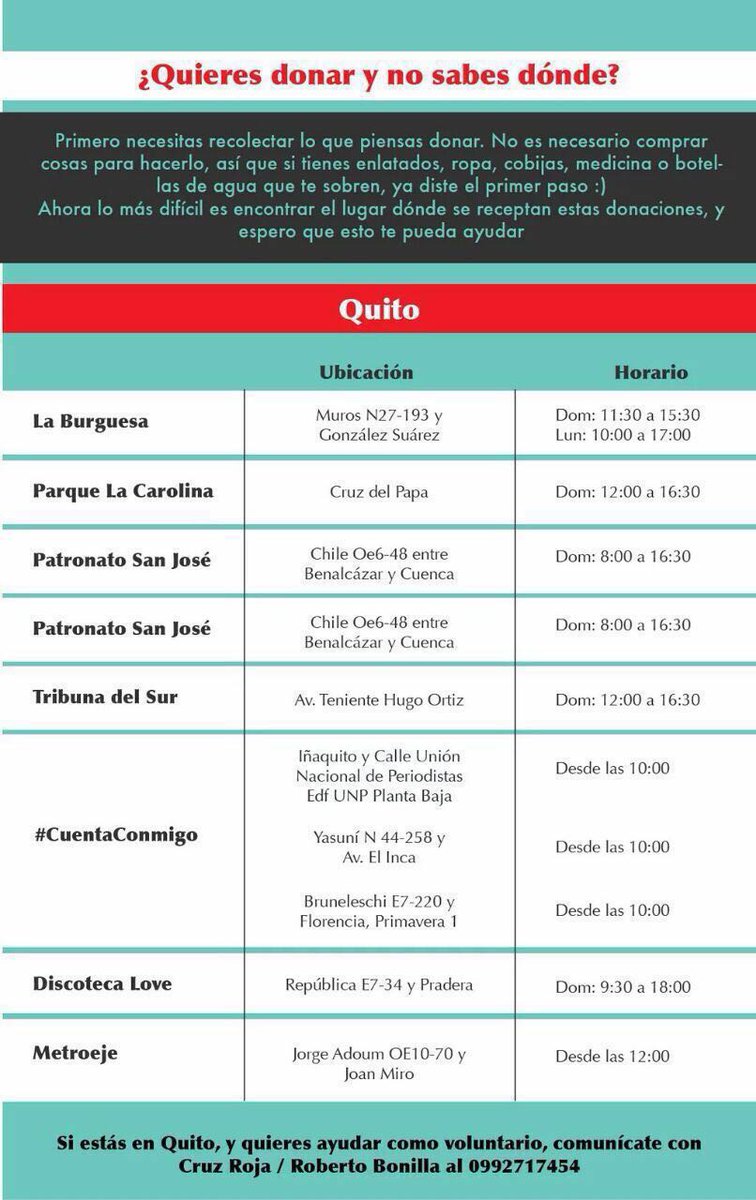 ¿Quieres donar y no sabes dónde?
Primero necesitas recolectar lo que piensas donar. No es necesario comprar
cosas para hacerlo, así que si tienes enlatados, ropa, cobijas, medicina o botel-
las de agua que te sobren, ya diste el primer paso :)
Ahora lo más difícil es encontrar el lugar dónde se receptan estas donaciones, y
espero que esto te pueda ayudar
Quito
Ubicación Horario
La Burguesa
Muros N27-193 y
González Suárez
Dom: 11:30 a 15:30
Lun: 10:00 a 17:00
Parque La Carolina
Cruz del Papa
Dom: 12:00 a 16:30
Patronato San José
Chile Oe6-48 entre
Benalcázar y Cuenca
Dom: 8:00 a 16:30
Patronato San José
Chile Oe6-48 entre
Benalcázar y Cuenca
Dom: 8:00 a 16:30
Tribuna del Sur
Av. Teniente Hugo Ortiz
Dom: 12:00 a 16:30
#CuentaConmigo
Iñaquito y Calle Unión
Nacional de Periodistas
Edf UNP Planta Baja
Desde las 10:00
Yasuní N 44-258 y
Av. El Inca
Desde las 10:00
Bruneleschi E7-220 y
Florencia, Primavera 1
Desde las 10:00
Discoteca Love
República E7-34 y Pradera
Dom: 9:30 a 18:00
Metroeje
Jorge Adoum OE10-70 y
Joan Miro
Desde las 12:00
Si estás en Quito, y quieres ayudar como voluntario, comunícate con
Cruz Roja / Roberto Bonilla al 0992717454